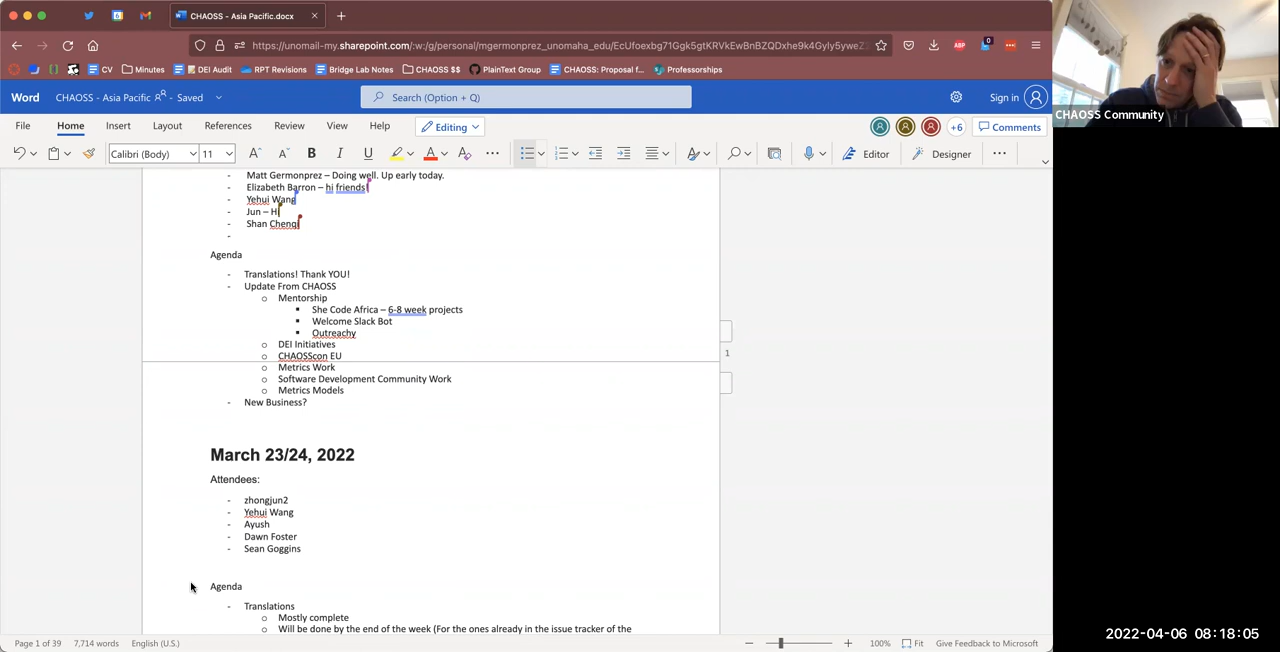 CHAOSS - Asia Pacific.docx
https://unomail-my.sharepoint.com/:w:/g/personal/mgermonprez_unomaha_edu/EcUfoexbg71Ggk5gtKRVkEwBnBZQDxhe9k4Gyly5yweZ
ABP
0
CV
Minutes
DEI Audit
RPT Revisions
Bridge Lab Notes
CHAOSS $$
PlainText Group
CHAOSS: Proposal f...
Professorships
Word
CHAOSS - Asia Pacific - Saved
Search (Option + Q)
Sign in
File
Home
Insert
Layout
References
Review
View
Help
Editing
+6
Comments
Calibri (Body)
11
Editor
Designer
- Matt Germonprez – Doing well. Up early today.
- Elizabeth Barron – hi friends!
- Yehui Wang
- Jun – Hi
- Shan Chenqi
-
Agenda
- Translations! Thank YOU!
- Update From CHAOSS
o Mentorship
▪ She Code Africa – 6-8 week projects
▪ Welcome Slack Bot
▪ Outreachy
o DEI Initiatives
o CHAOSScon EU
o Metrics Work
o Software Development Community Work
o Metrics Models
- New Business?
1
March 23/24, 2022
Attendees:
- zhongjun2
- Yehui Wang
- Ayush
- Dawn Foster
- Sean Goggins
Agenda
- Translations
o Mostly complete
o Will be done by the end of the week (For the ones already in the issue tracker of the
Page 1 of 39
7,714 words
English (U.S.)
100%
Fit
Give Feedback to Microsoft
CHAOSS Community
2022-04-06 08:18:05